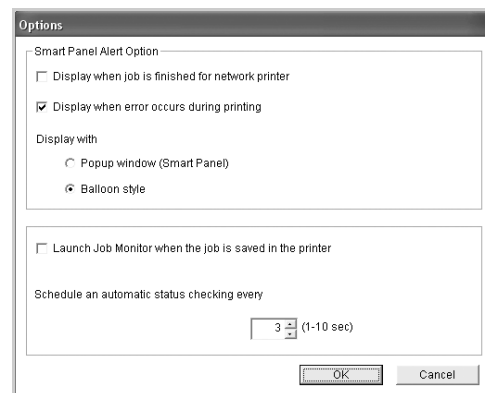 Options
Smart Panel Alert Option
Display when job is finished for network printer
Display when error occurs during printing
Display with
Popup window (Smart Panel)
Balloon style
Launch Job Monitor when the job is saved in the printer
Schedule an automatic status checking every
3 (1-10 sec)
OK Cancel